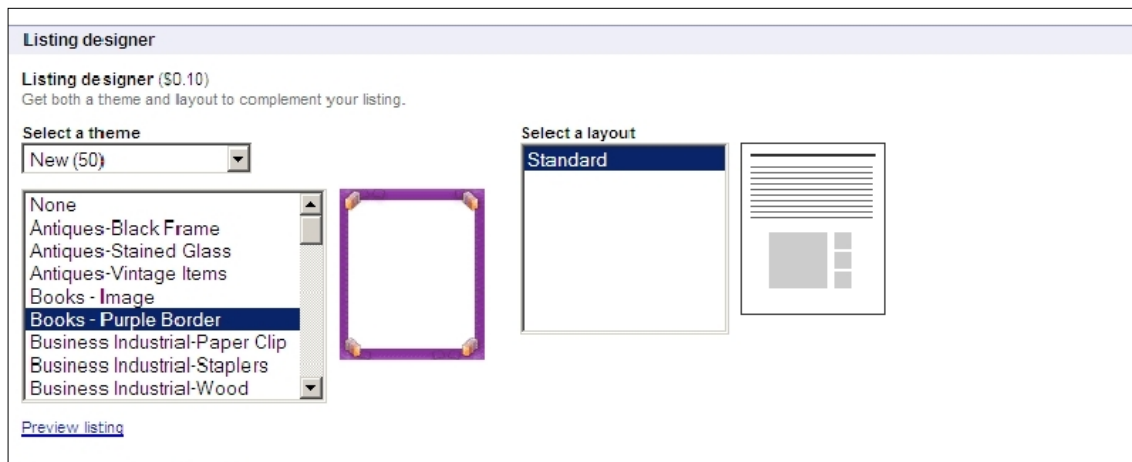 Listing designer
Listing designer ($0.10)
Get both a theme and layout to complement your listing.
Select a theme
New (50)
None
Antiques-Black Frame
Antiques-Stained Glass
Antiques-Vintage Items
Books - Image
Books - Purple Border
Business Industrial-Paper Clip
Business Industrial-Staplers
Business Industrial-Wood
Select a layout
Standard
Preview listing